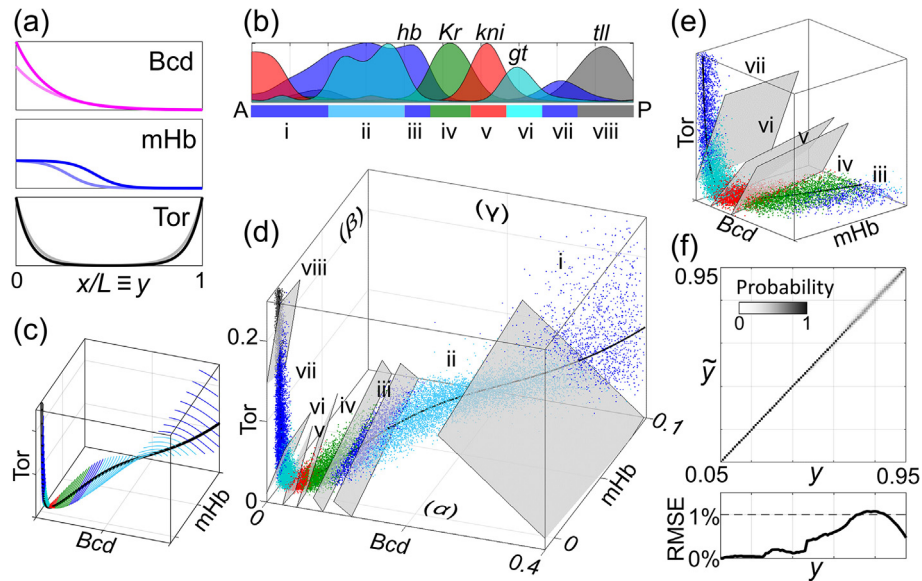 (a)
Bcd
mHb
Tor
0
x/L ≡ y
1
(b)
hb
Kr
kni
gt
tll
A
P
i
ii
iii
iv
v
vi
vii
viii
(c)
Tor
Bcd
mHb
(d)
(β)
(γ)
(α)
i
ii
iii
iv
v
vi
vii
viii
0.2
Tor
0
0
Bcd
0.4
0
mHb
0.1
(e)
vii
vi
v
iv
iii
Tor
Bcd
mHb
(f)
0.95
Probability
0
1
ỹ
0.05
y
0.95
RMSE
1%
0%
y